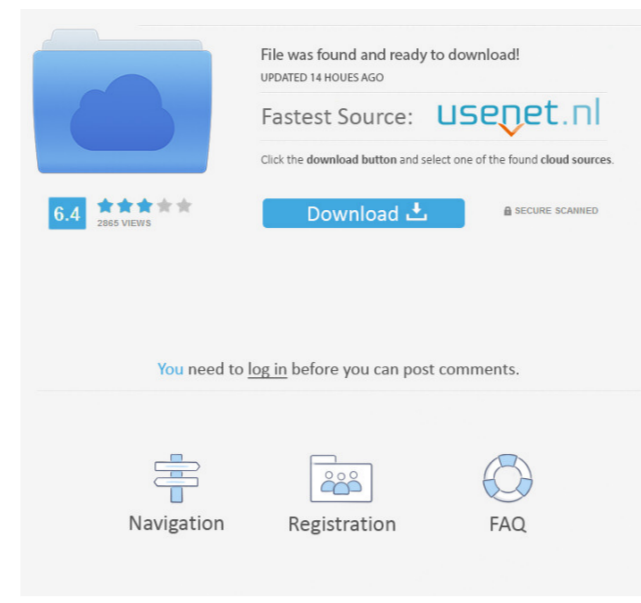 File was found and ready to download!
UPDATED 14 HOUES AGO
Fastest Source: usenet.nl
Click the download button and select one of the found cloud sources.
6.4
2865 VIEWS
Download
SECURE SCANNED
You need to log in before you can post comments.
Navigation
Registration
FAQ